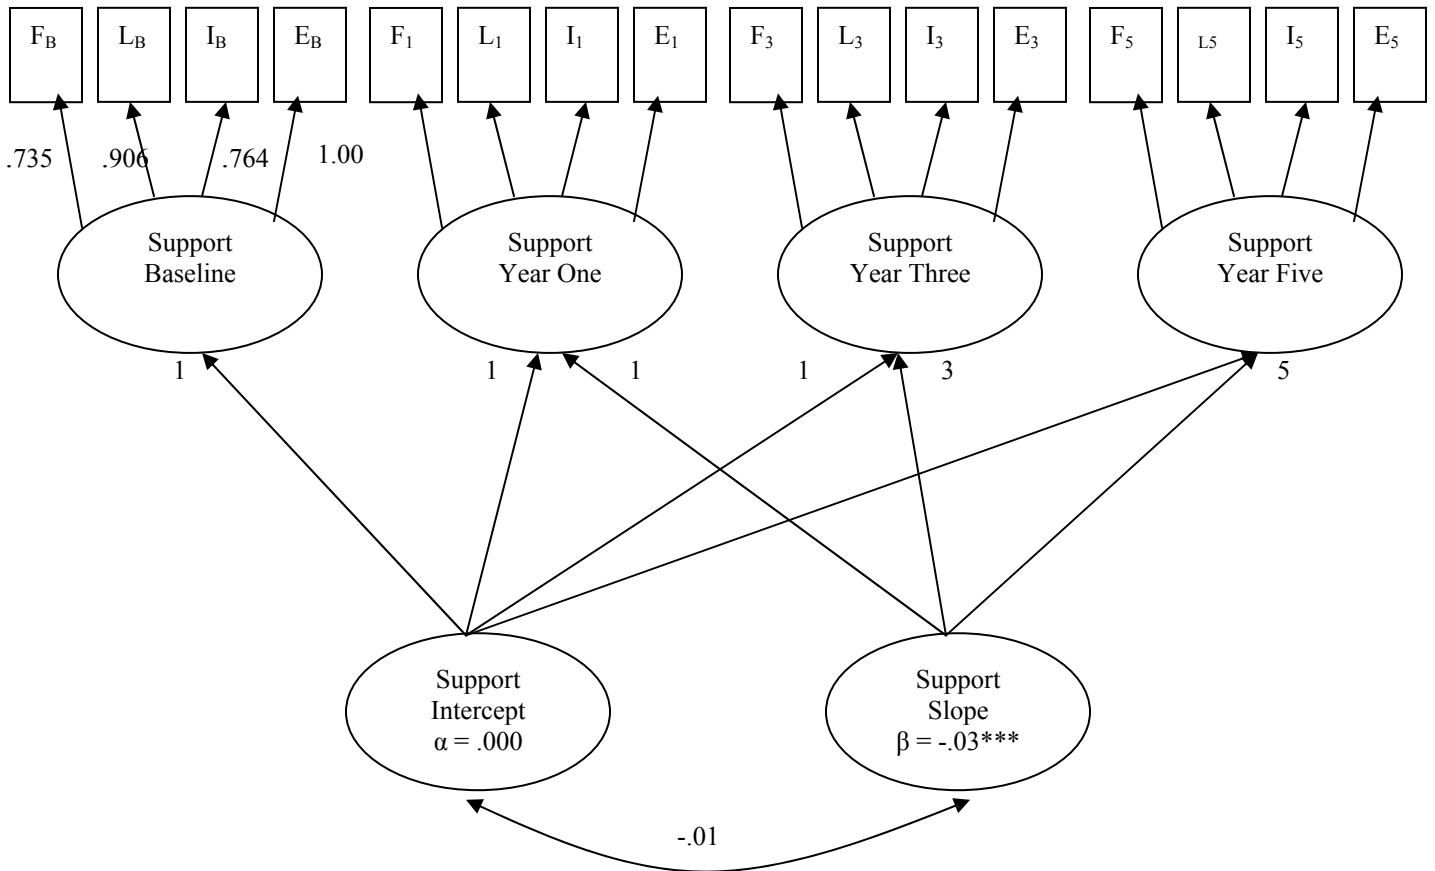 F_B L_B I_B E_B F_1 L_1 I_1 E_1 F_3 L_3 I_3 E_3 F_5 L5 I_5 E_5
.735 .906 .764 1.00
Support
Baseline
Support
Year One
Support
Year Three
Support
Year Five
1 1 1 1 3 5
Support
Intercept
α = .000
Support
Slope
β = -.03***
-.01